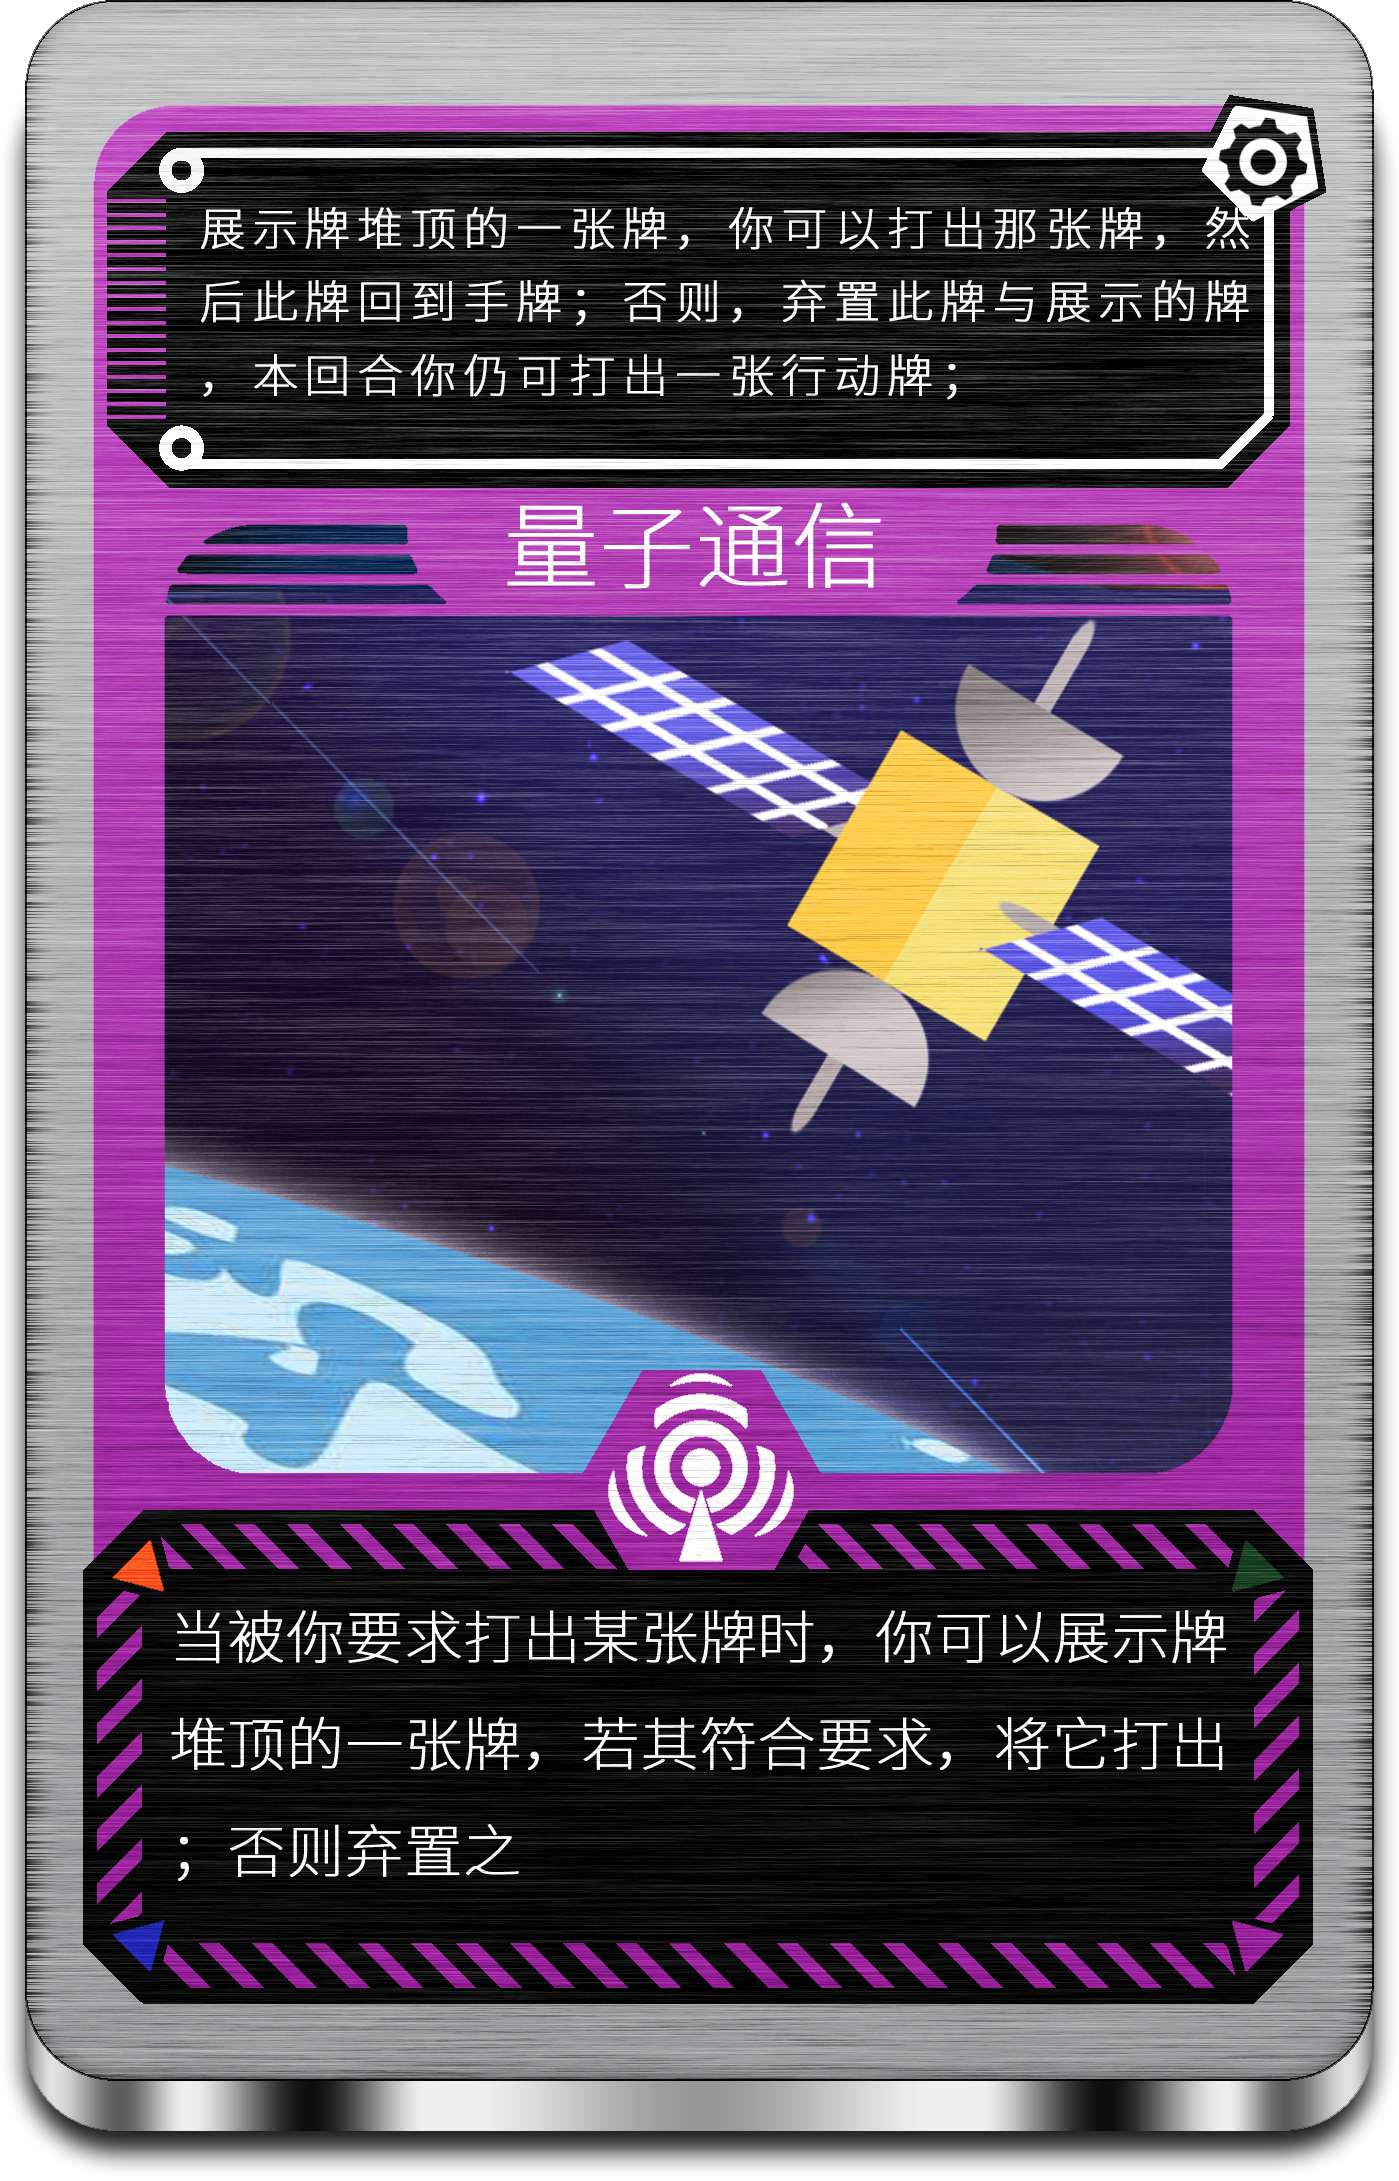 展示牌堆顶的一张牌，你可以打出那张牌，然
后此牌回到手牌；否则，弃置此牌与展示的牌
，本回合你仍可打出一张行动牌；
量子通信
当被你要求打出某张牌时，你可以展示牌
堆顶的一张牌，若其符合要求，将它打出
；否则弃置之